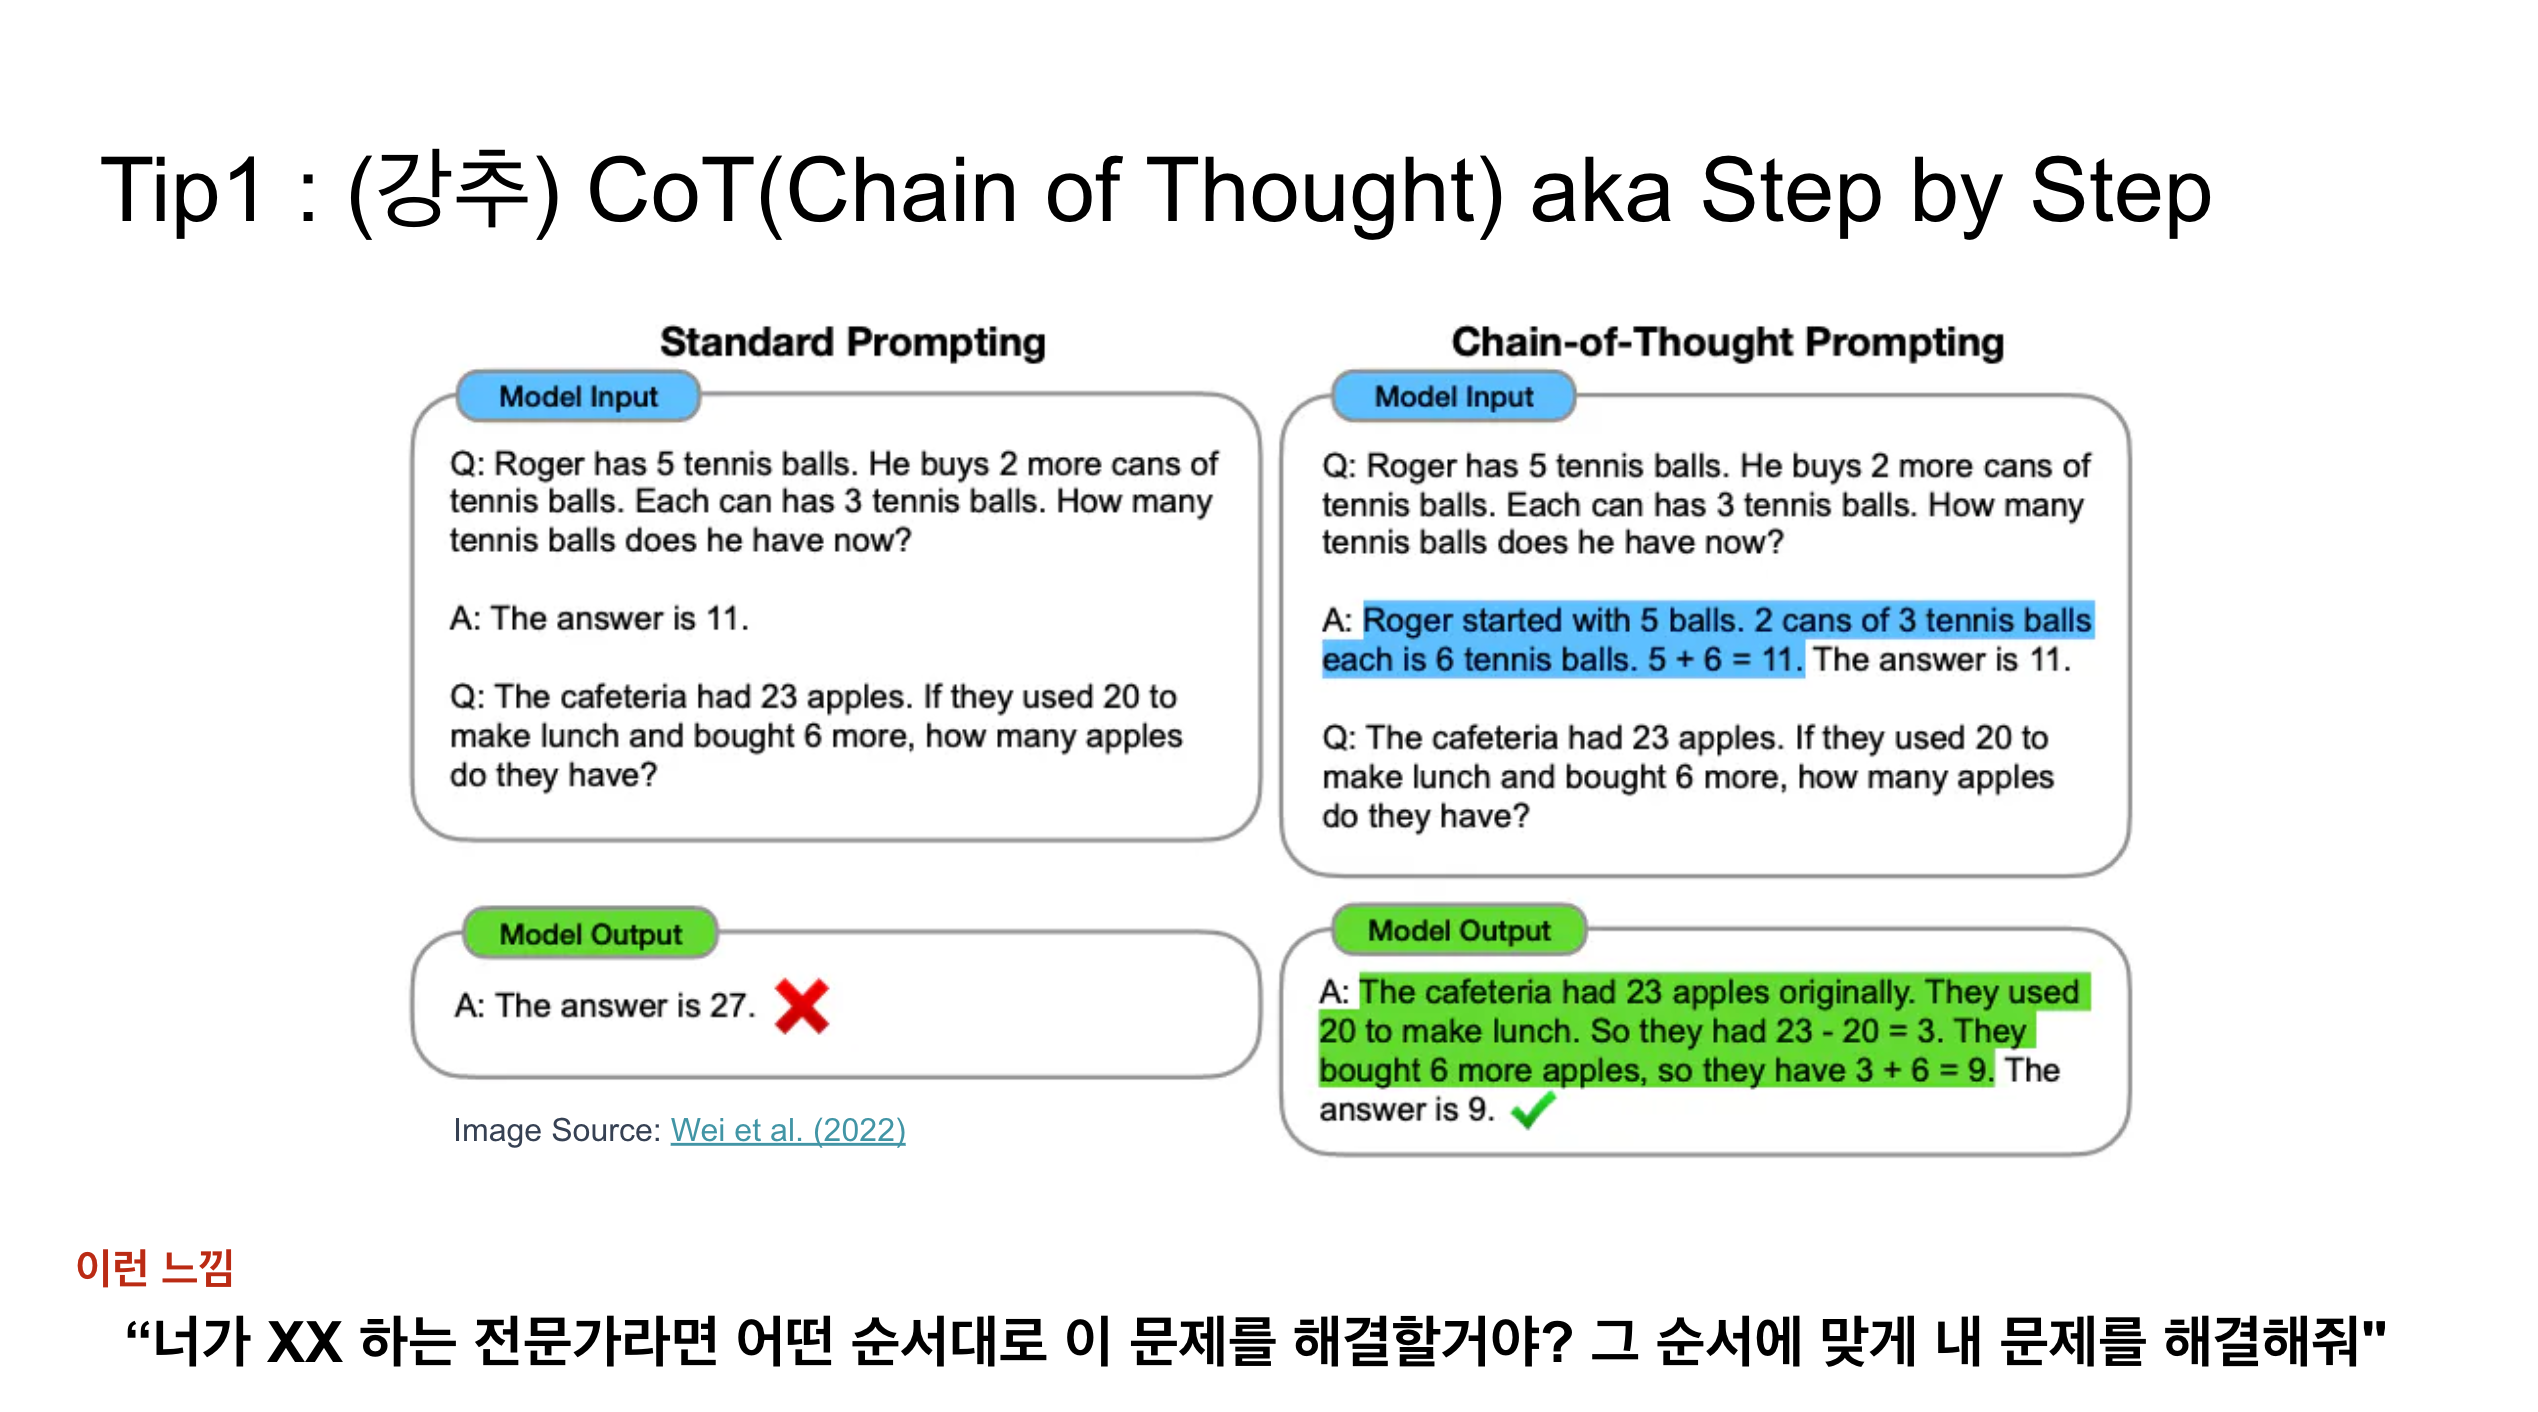 Tip1 : (강추) CoT(Chain of Thought) aka Step by Step
Standard Prompting
Model Input
Q: Roger has 5 tennis balls. He buys 2 more cans of
tennis balls. Each can has 3 tennis balls. How many
tennis balls does he have now?
A: The answer is 11.
Q: The cafeteria had 23 apples. If they used 20 to
make lunch and bought 6 more, how many apples
do they have?
Model Output
A: The answer is 27.
Image Source: Wei et al. (2022)
Chain-of-Thought Prompting
Model Input
Q: Roger has 5 tennis balls. He buys 2 more cans of
tennis balls. Each can has 3 tennis balls. How many
tennis balls does he have now?
A: Roger started with 5 balls. 2 cans of 3 tennis balls
each is 6 tennis balls. 5 + 6 = 11. The answer is 11.
Q: The cafeteria had 23 apples. If they used 20 to
make lunch and bought 6 more, how many apples
do they have?
Model Output
A: The cafeteria had 23 apples originally. They used
20 to make lunch. So they had 23 - 20 = 3. They
bought 6 more apples, so they have 3 + 6 = 9. The
answer is 9.
이런 느낌
“너가 XX 하는 전문가라면 어떤 순서대로 이 문제를 해결할거야? 그 순서에 맞게 내 문제를 해결해줘"